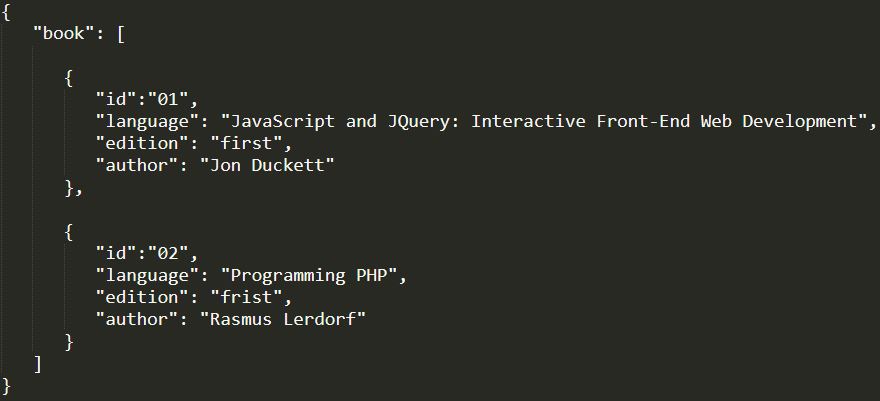 {
"book": [
{
"id":"01",
"language": "JavaScript and JQuery: Interactive Front-End Web Development",
"edition": "first",
"author": "Jon Duckett"
},
{
"id":"02",
"language": "Programming PHP",
"edition": "frist",
"author": "Rasmus Lerdorf"
}
]
}